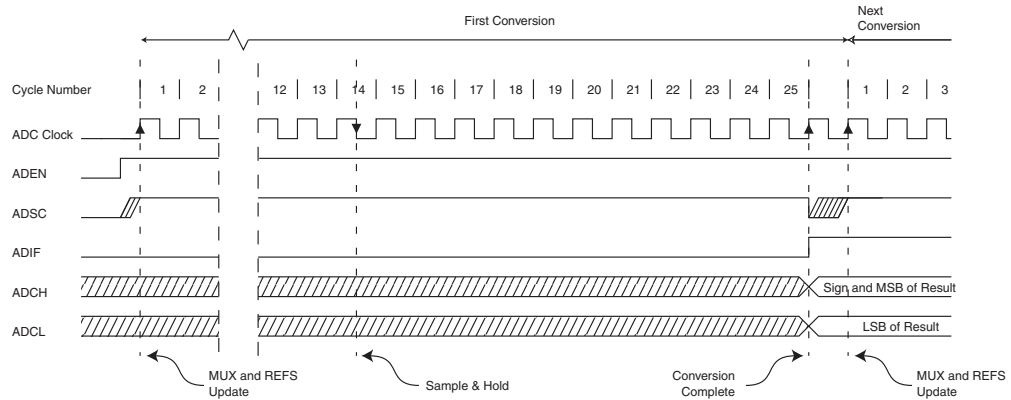 First Conversion
Next
Conversion
Cycle Number 1 2 12 13 14 15 16 17 18 19 20 21 22 23 24 25 1 2 3
ADC Clock
ADEN
ADSC
ADIF
ADCH Sign and MSB of Result
ADCL LSB of Result
MUX and REFS
Update
Sample & Hold
Conversion
Complete
MUX and REFS
Update